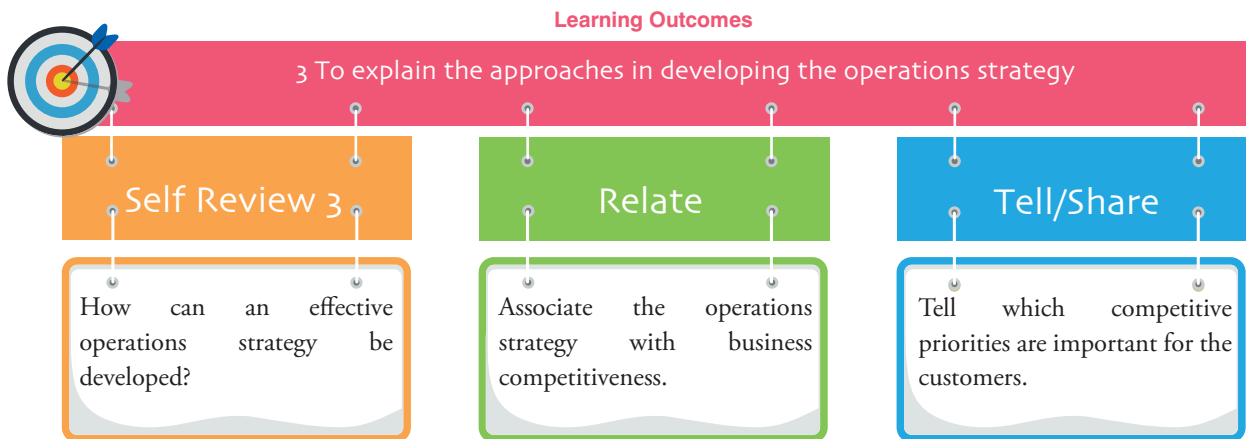 Learning Outcomes
3 To explain the approaches in developing the operations strategy
Self Review 3
Relate
Tell/Share
How can an effective
operations strategy be
developed?
Associate the operations
strategy with business
competitiveness.
Tell which competitive
priorities are important for the
customers.